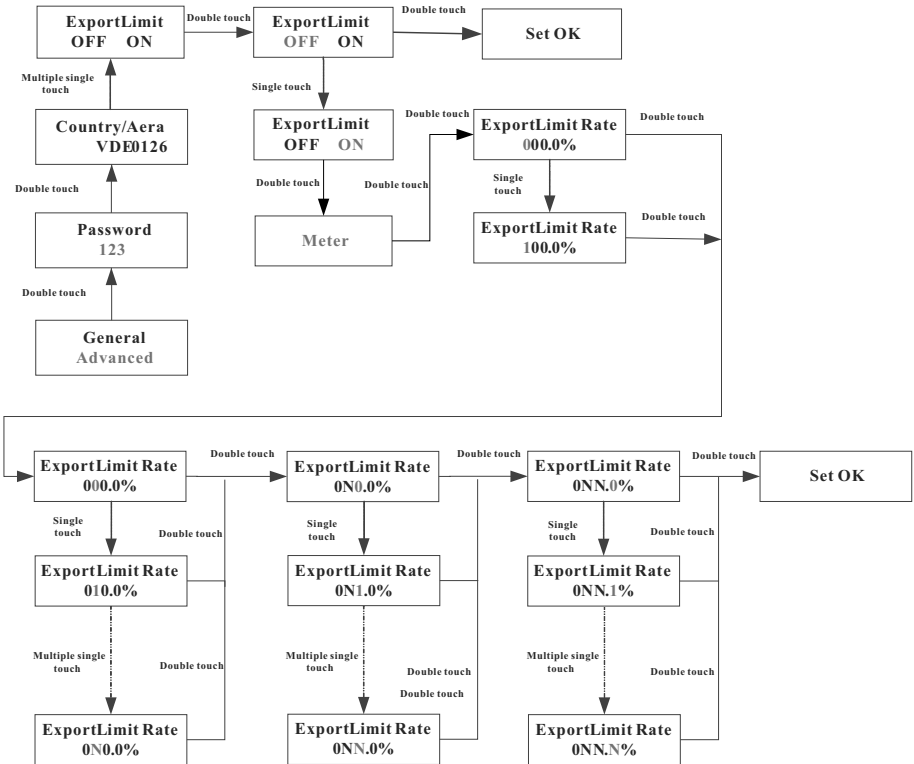 ExportLimit
OFF ON
Double touch
ExportLimit
OFF ON
Double touch
Set OK
Multiple single
touch
Single touch
Country/Aera
VDE0126
ExportLimit
OFF ON
Double touch
ExportLimit Rate
000.0%
Double touch
Double touch
Double touch
Double touch
Single
touch
Password
123
Meter
ExportLimit Rate
100.0%
Double touch
Double touch
General
Advanced
ExportLimit Rate
000.0%
Double touch
ExportLimit Rate
0N0.0%
Double touch
ExportLimit Rate
0NN.0%
Double touch
Set OK
Single
touch
Double touch
Single
touch
Single
touch
Double touch
ExportLimit Rate
010.0%
ExportLimit Rate
0N1.0%
ExportLimit Rate
0NN.1%
Multiple single
touch
Double touch
Multiple single
touch
Double touch
Double touch
Multiple single
touch
Double touch
ExportLimit Rate
0N0.0%
ExportLimit Rate
0NN.0%
ExportLimit Rate
0NN.N%